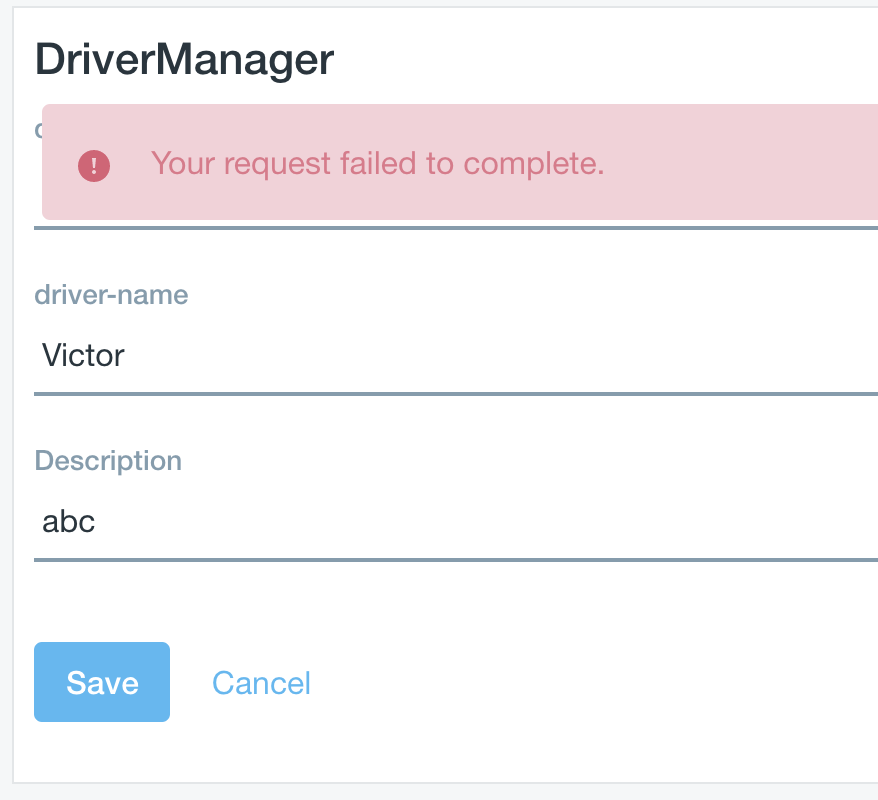 DriverManager
Your request failed to complete.
driver-name
Victor
Description
abc
Save
Cancel